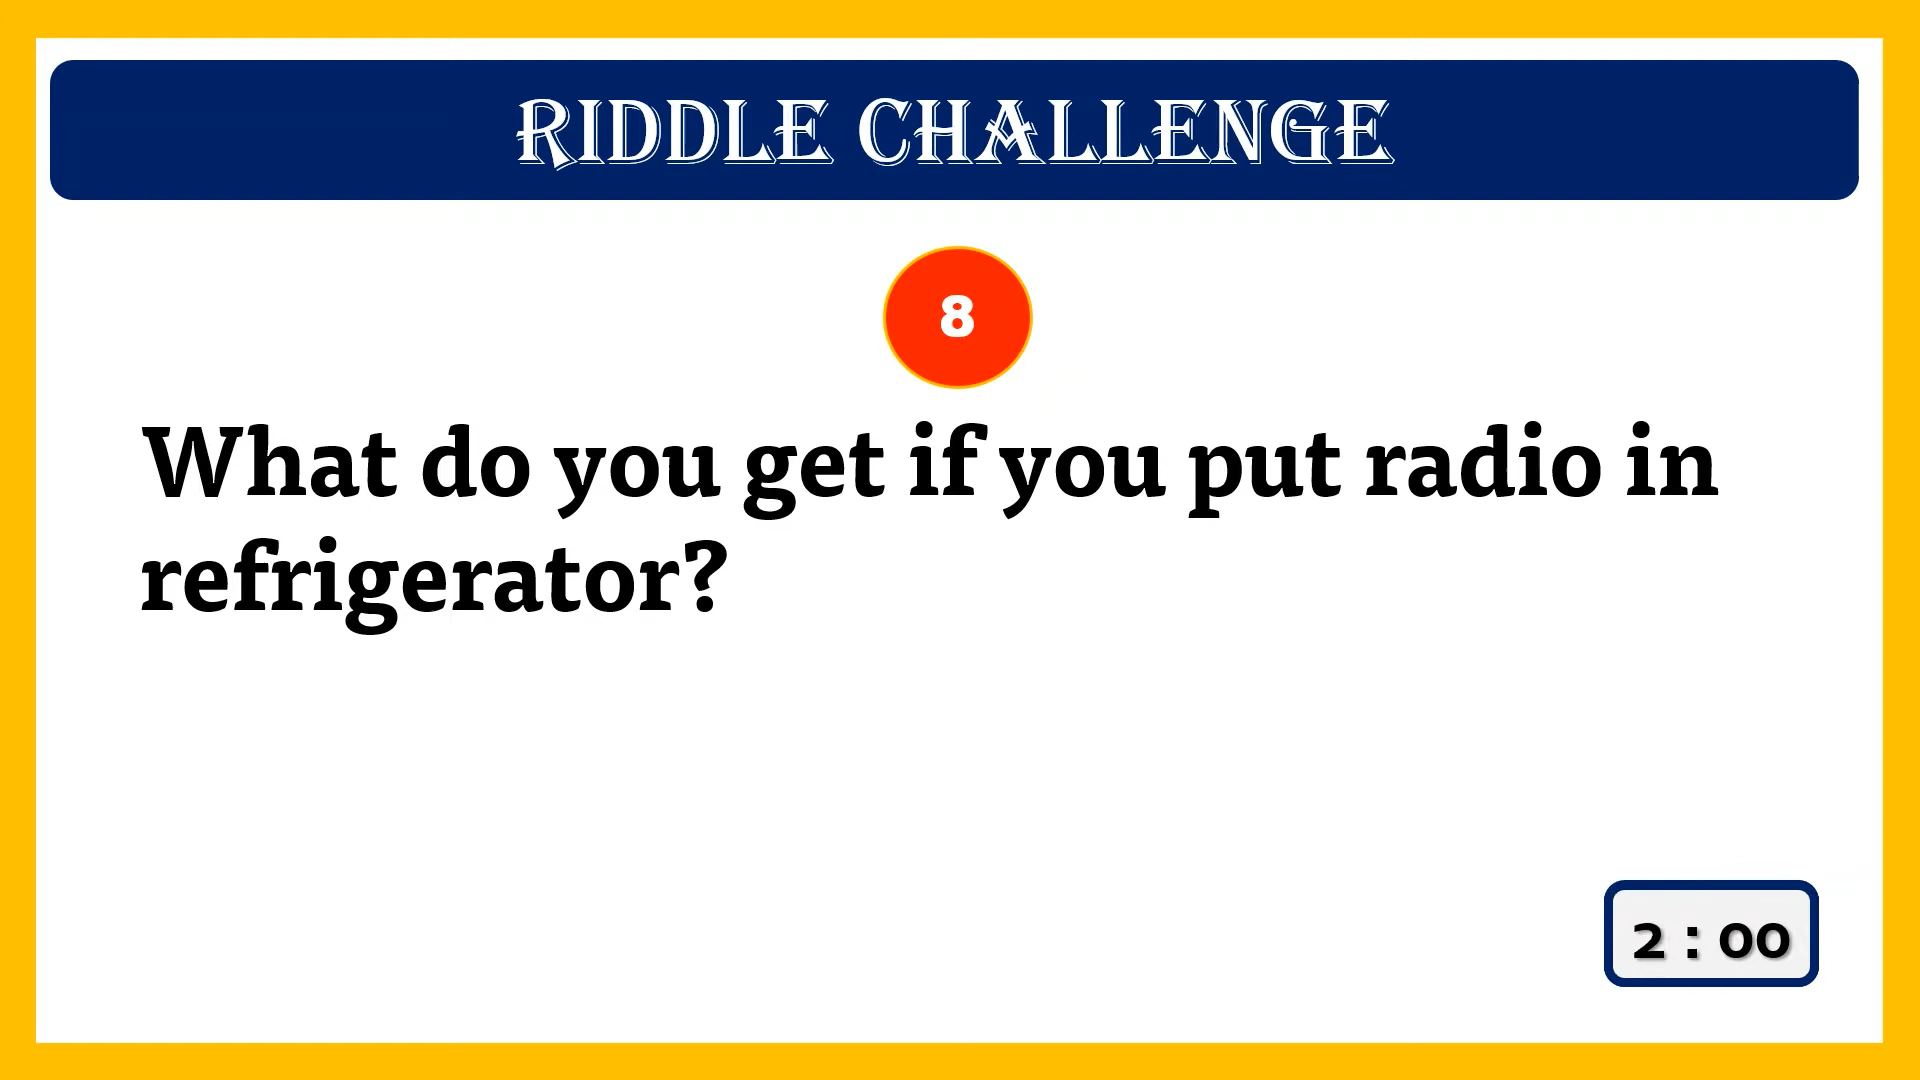 RIDDLE CHALLENGE
8
What do you get if you put radio in
refrigerator?
2 : 00